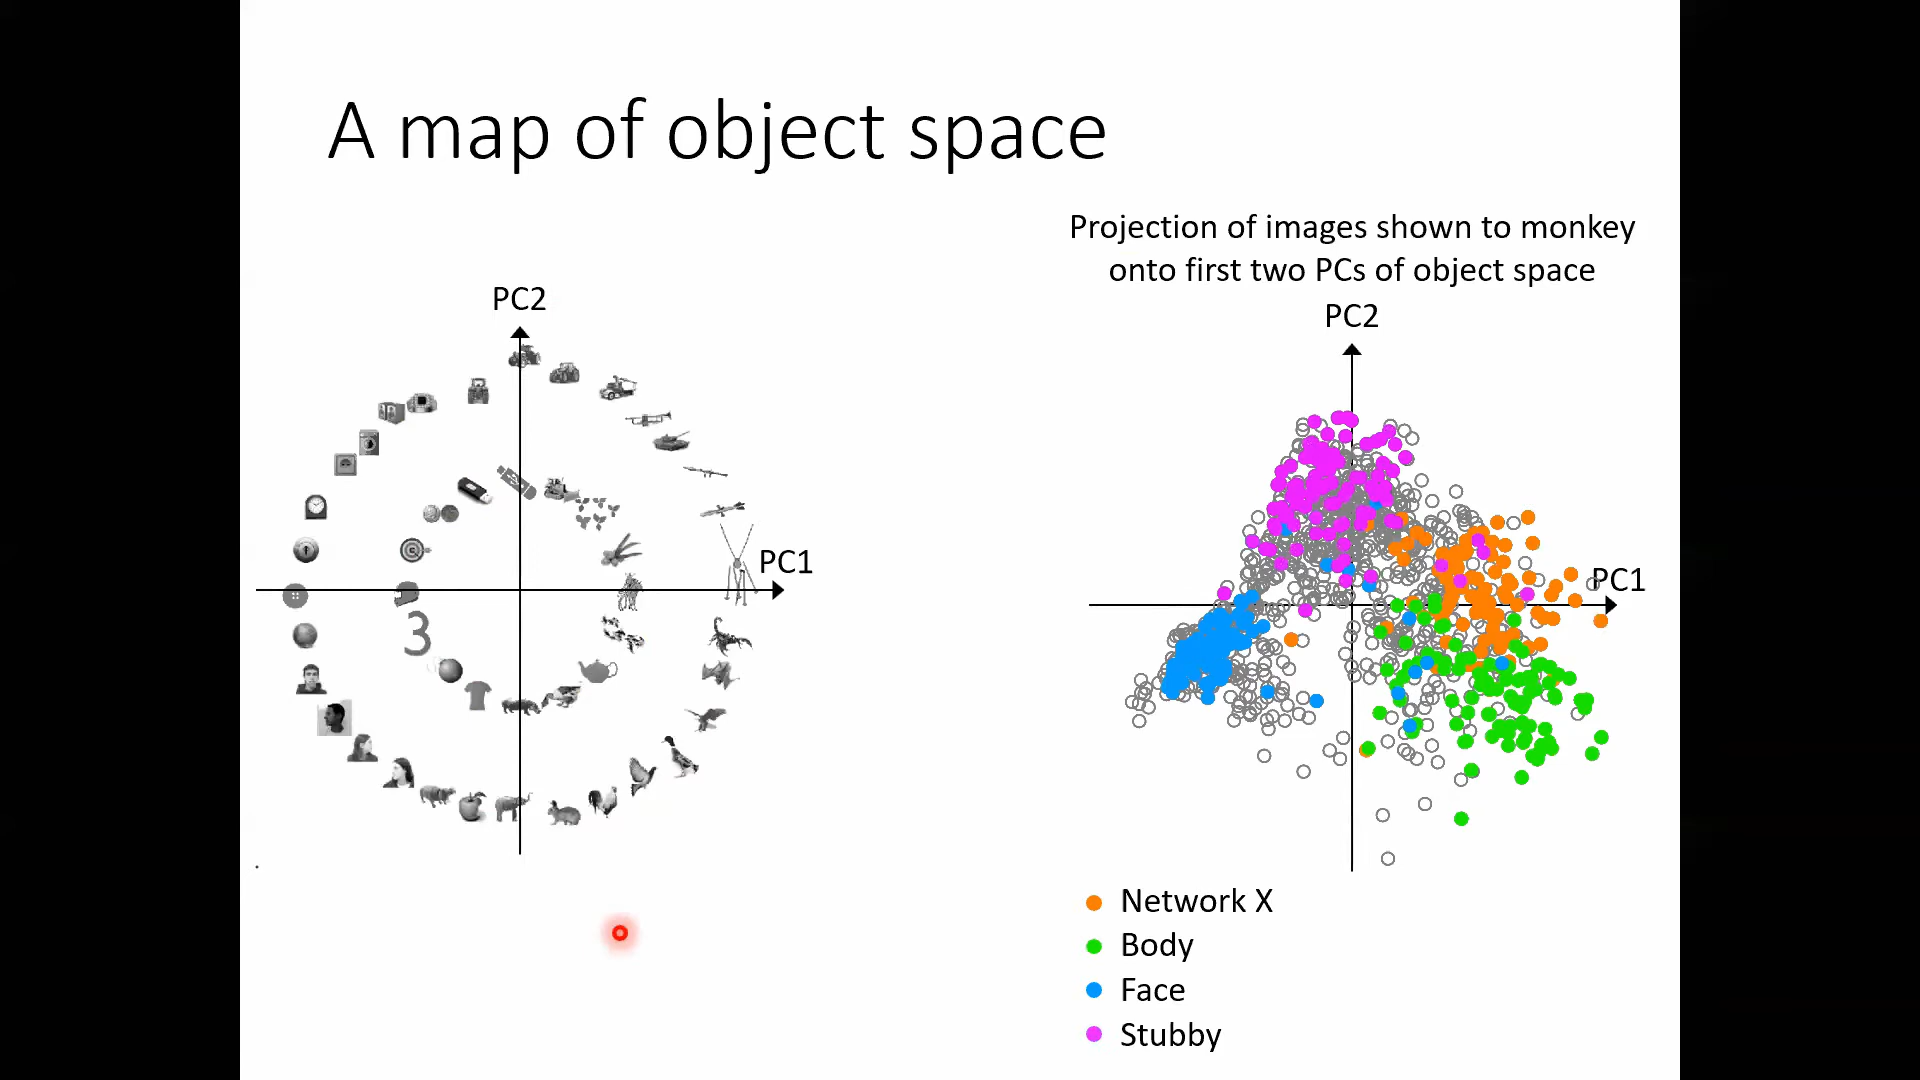 A map of object space
Projection of images shown to monkey
onto first two PCs of object space
PC2
PC1
3
PC2
PC1
Network X
Body
Face
Stubby